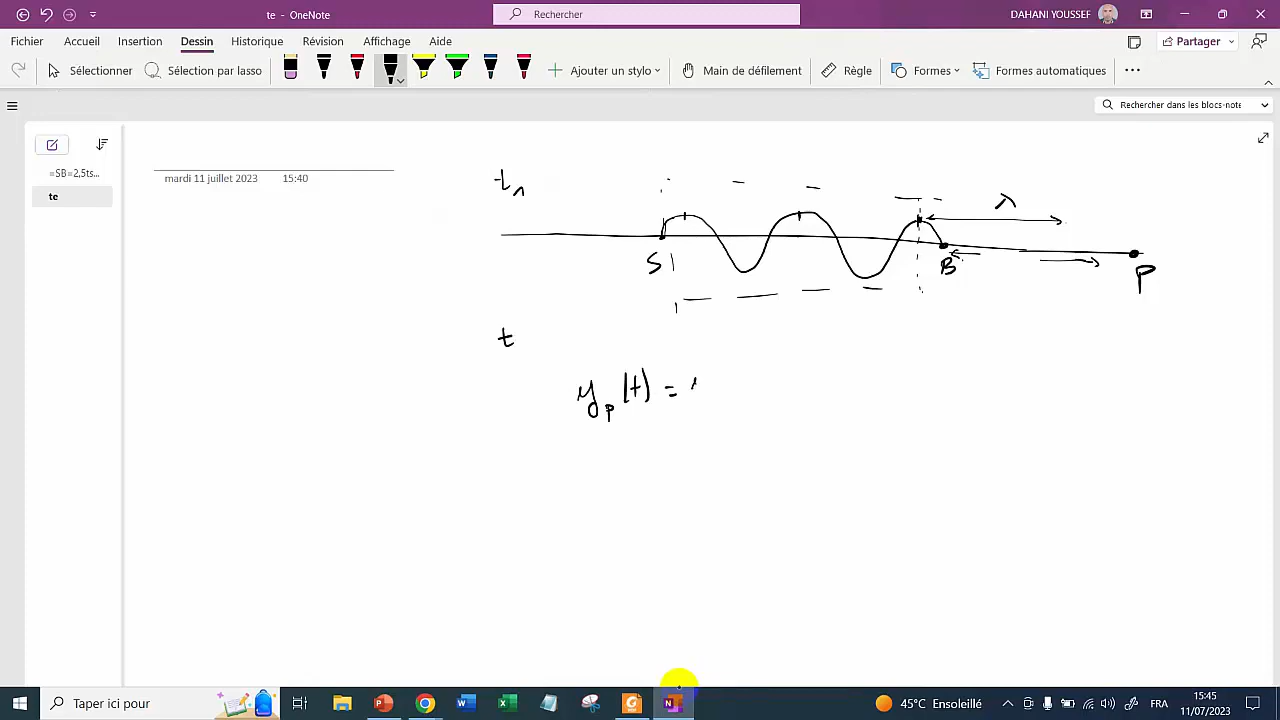 te - OneNote
Rechercher
DAHANI YOUSSEF
Fichier
Accueil
Insertion
Dessin
Historique
Révision
Affichage
Aide
Partager
Sélectionner
Sélection par lasso
Ajouter un stylo
Main de défilement
Règle
Formes
Formes automatiques
Rechercher dans les blocs-note
=SB=2,5ts...
te
mardi 11 juillet 2023 15:40
t₁
λ
S
B
P
t
y_P(t) =
Taper ici pour
45°C Ensoleillé
FRA
15:45
11/07/2023